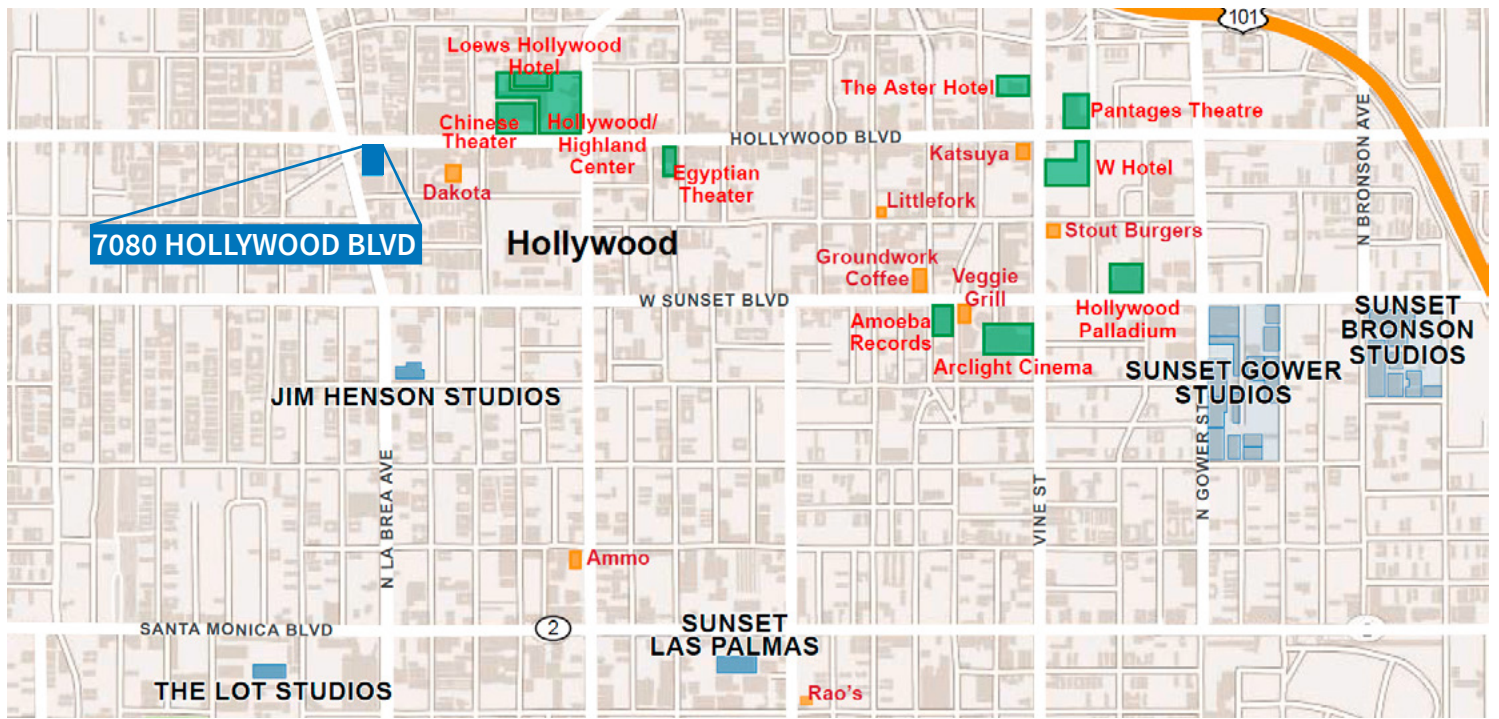 101
Loews Hollywood
Hotel
The Aster Hotel
Pantages Theatre
Chinese
Theater
Hollywood/
Highland
Center
HOLLYWOOD BLVD
N BRONSON AVE
Katsuya
W Hotel
Egyptian
Theater
Dakota
Littlefork
7080 HOLLYWOOD BLVD
Hollywood
Stout Burgers
Groundwork
Coffee
Veggie
Grill
W SUNSET BLVD
Hollywood
Palladium
SUNSET
BRONSON
STUDIOS
Amoeba
Records
Arclight Cinema
SUNSET GOWER
STUDIOS
JIM HENSON STUDIOS
N LA BREA AVE
VINE ST
N GOWER ST
Ammo
SANTA MONICA BLVD
2
SUNSET
LAS PALMAS
THE LOT STUDIOS
Rao's